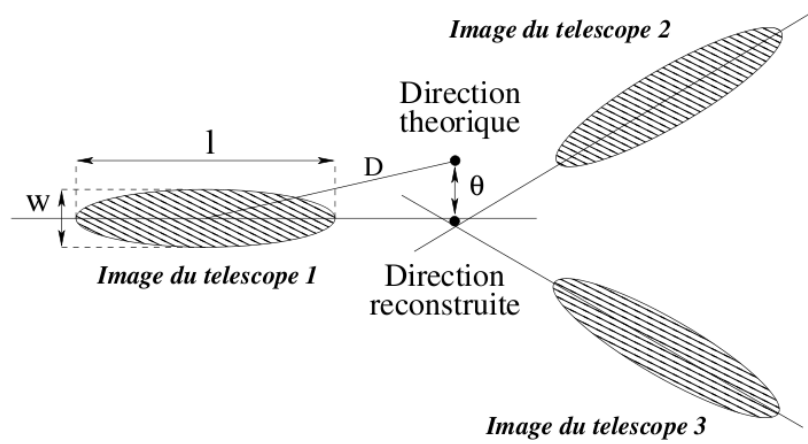 Image du telescope 2
Direction
theorique
l
D
θ
w
Image du telescope 1
Direction
reconstruite
Image du telescope 3